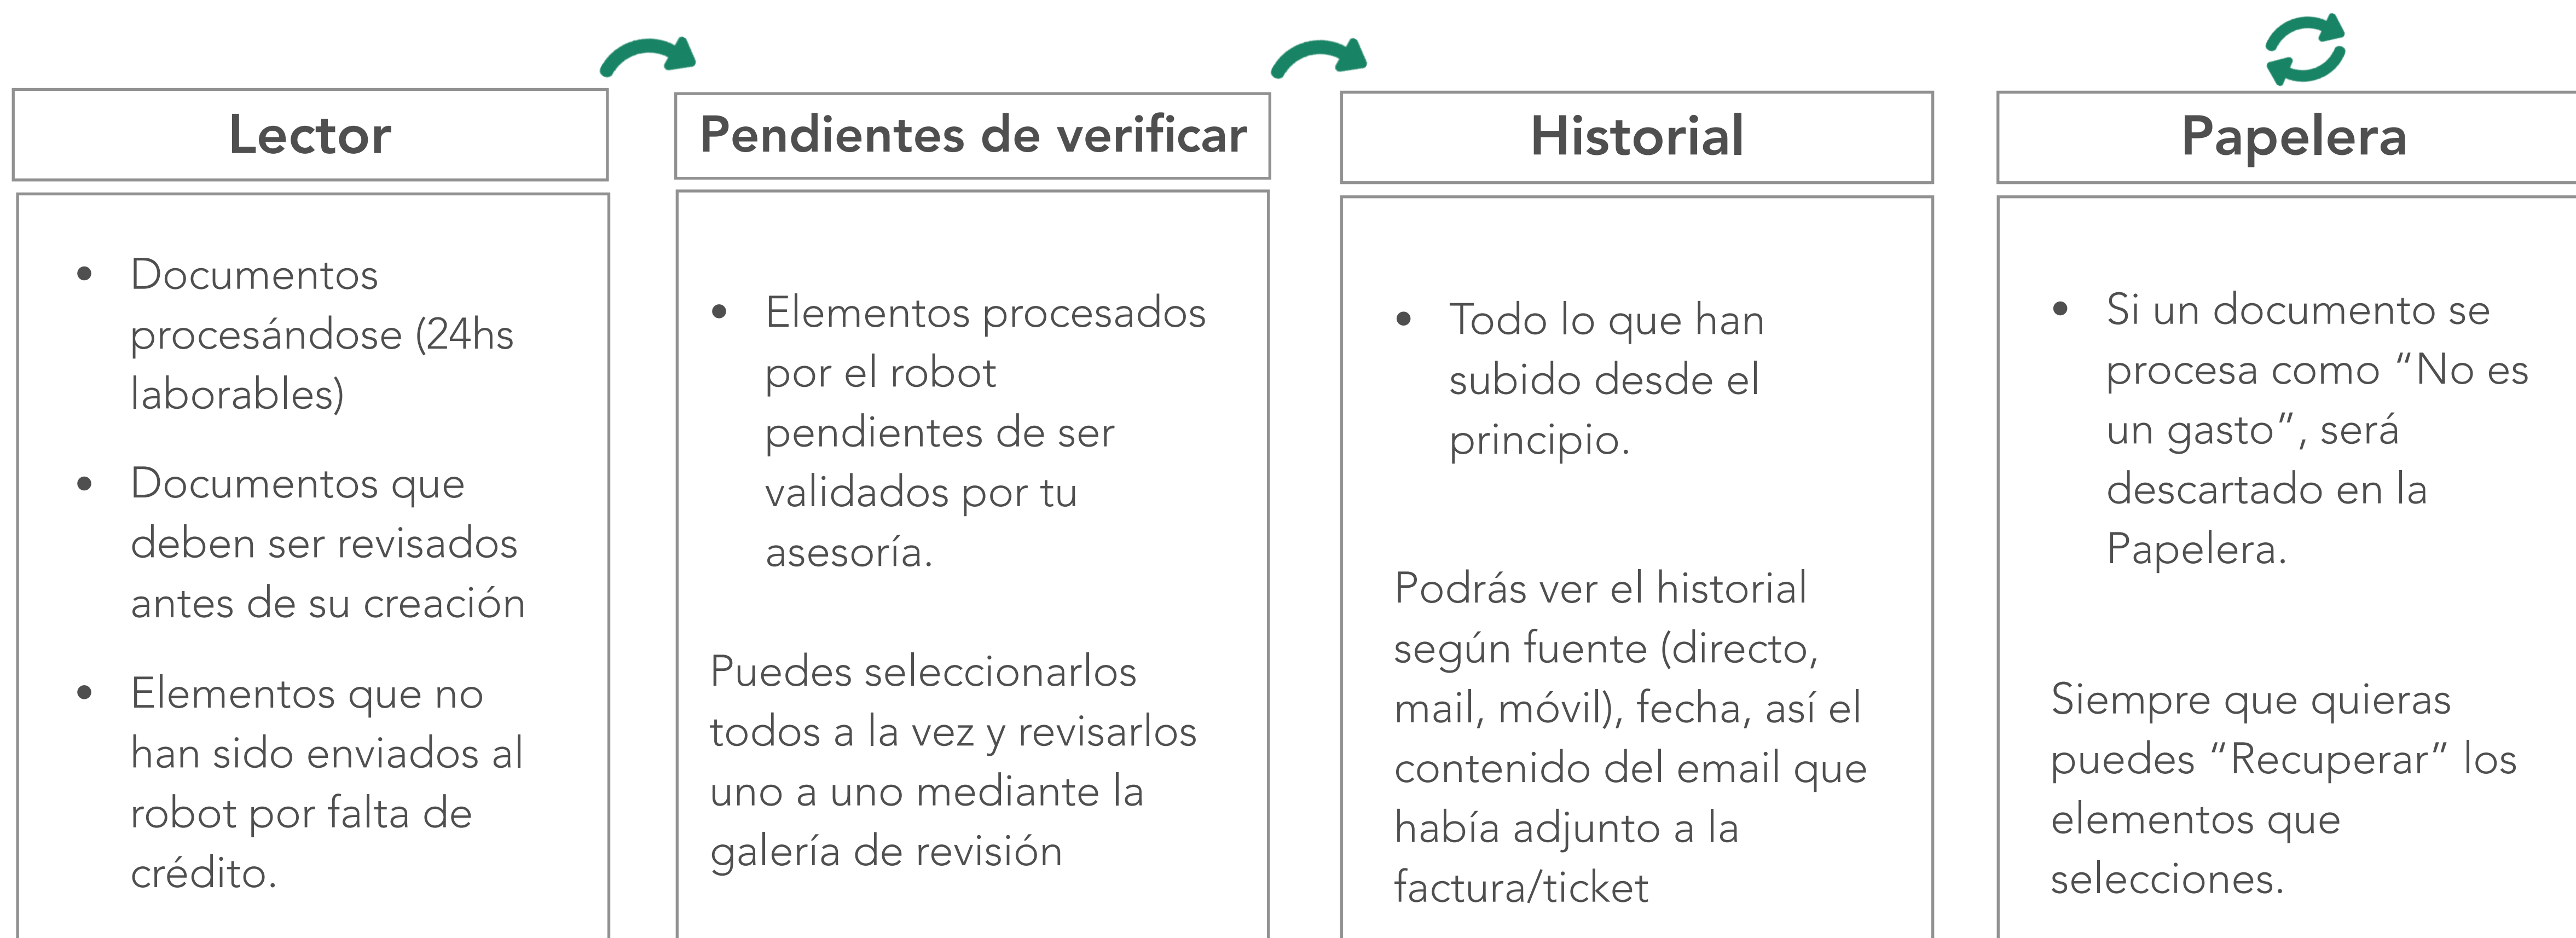 Lector
• Documentos
procesándose (24hs
laborables)
• Documentos que
deben ser revisados
antes de su creación
• Elementos que no
han sido enviados al
robot por falta de
crédito.
Pendientes de verificar
• Elementos procesados
por el robot
pendientes de ser
validados por tu
asesoría.
Puedes seleccionarlos
todos a la vez y revisarlos
uno a uno mediante la
galería de revisión
Historial
• Todo lo que han
subido desde el
principio.
Podrás ver el historial
según fuente (directo,
mail, móvil), fecha, así el
contenido del email que
había adjunto a la
factura/ticket
Papelera
• Si un documento se
procesa como “No es
un gasto”, será
descartado en la
Papelera.
Siempre que quieras
puedes “Recuperar” los
elementos que
selecciones.